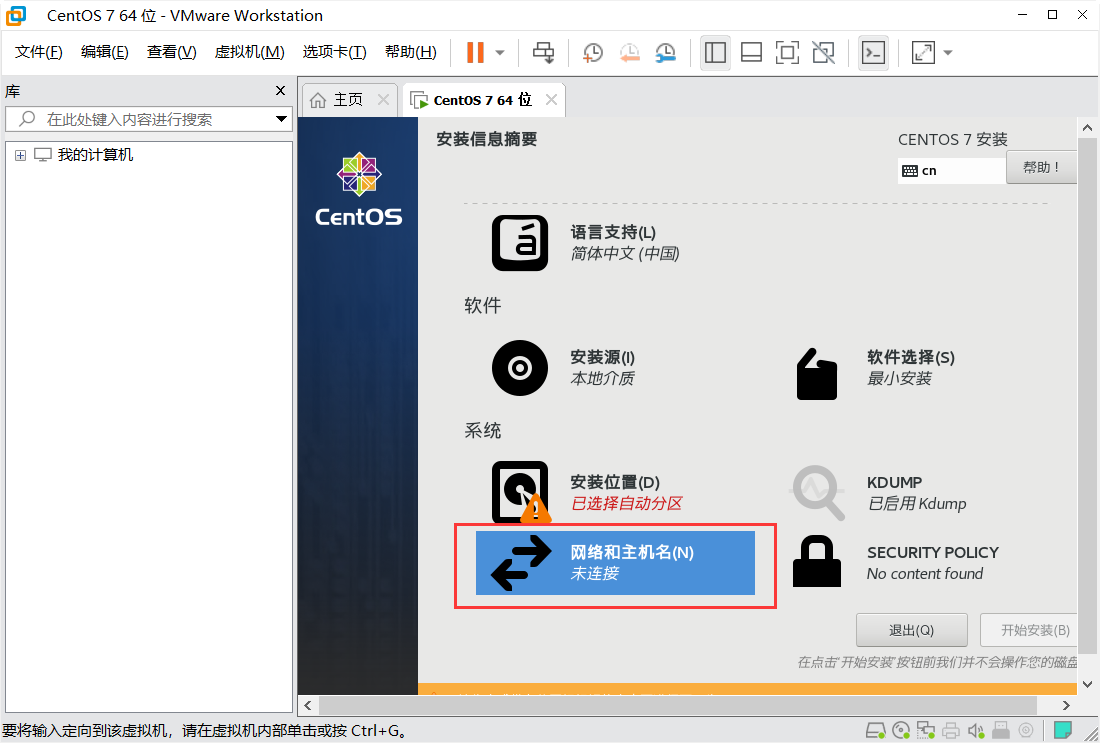 CentOS 7 64 位 - VMware Workstation
文件(F) 编辑(E) 查看(V) 虚拟机(M) 选项卡(T) 帮助(H)
库
在此处键入内容进行搜索
我的计算机
主页 CentOS 7 64 位
CentOS
安装信息摘要
CENTOS 7 安装
cn
帮助！
语言支持(L)
简体中文 (中国)
软件
安装源(I)
本地介质
软件选择(S)
最小安装
系统
安装位置(D)
已选择自动分区
KDUMP
已启用 Kdump
网络和主机名(N)
未连接
SECURITY POLICY
No content found
退出(Q) 开始安装(B)
在点击'开始安装'按钮前我们并不会操作您的磁盘
要将输入定向到该虚拟机，请在虚拟机内部单击或按 Ctrl+G。